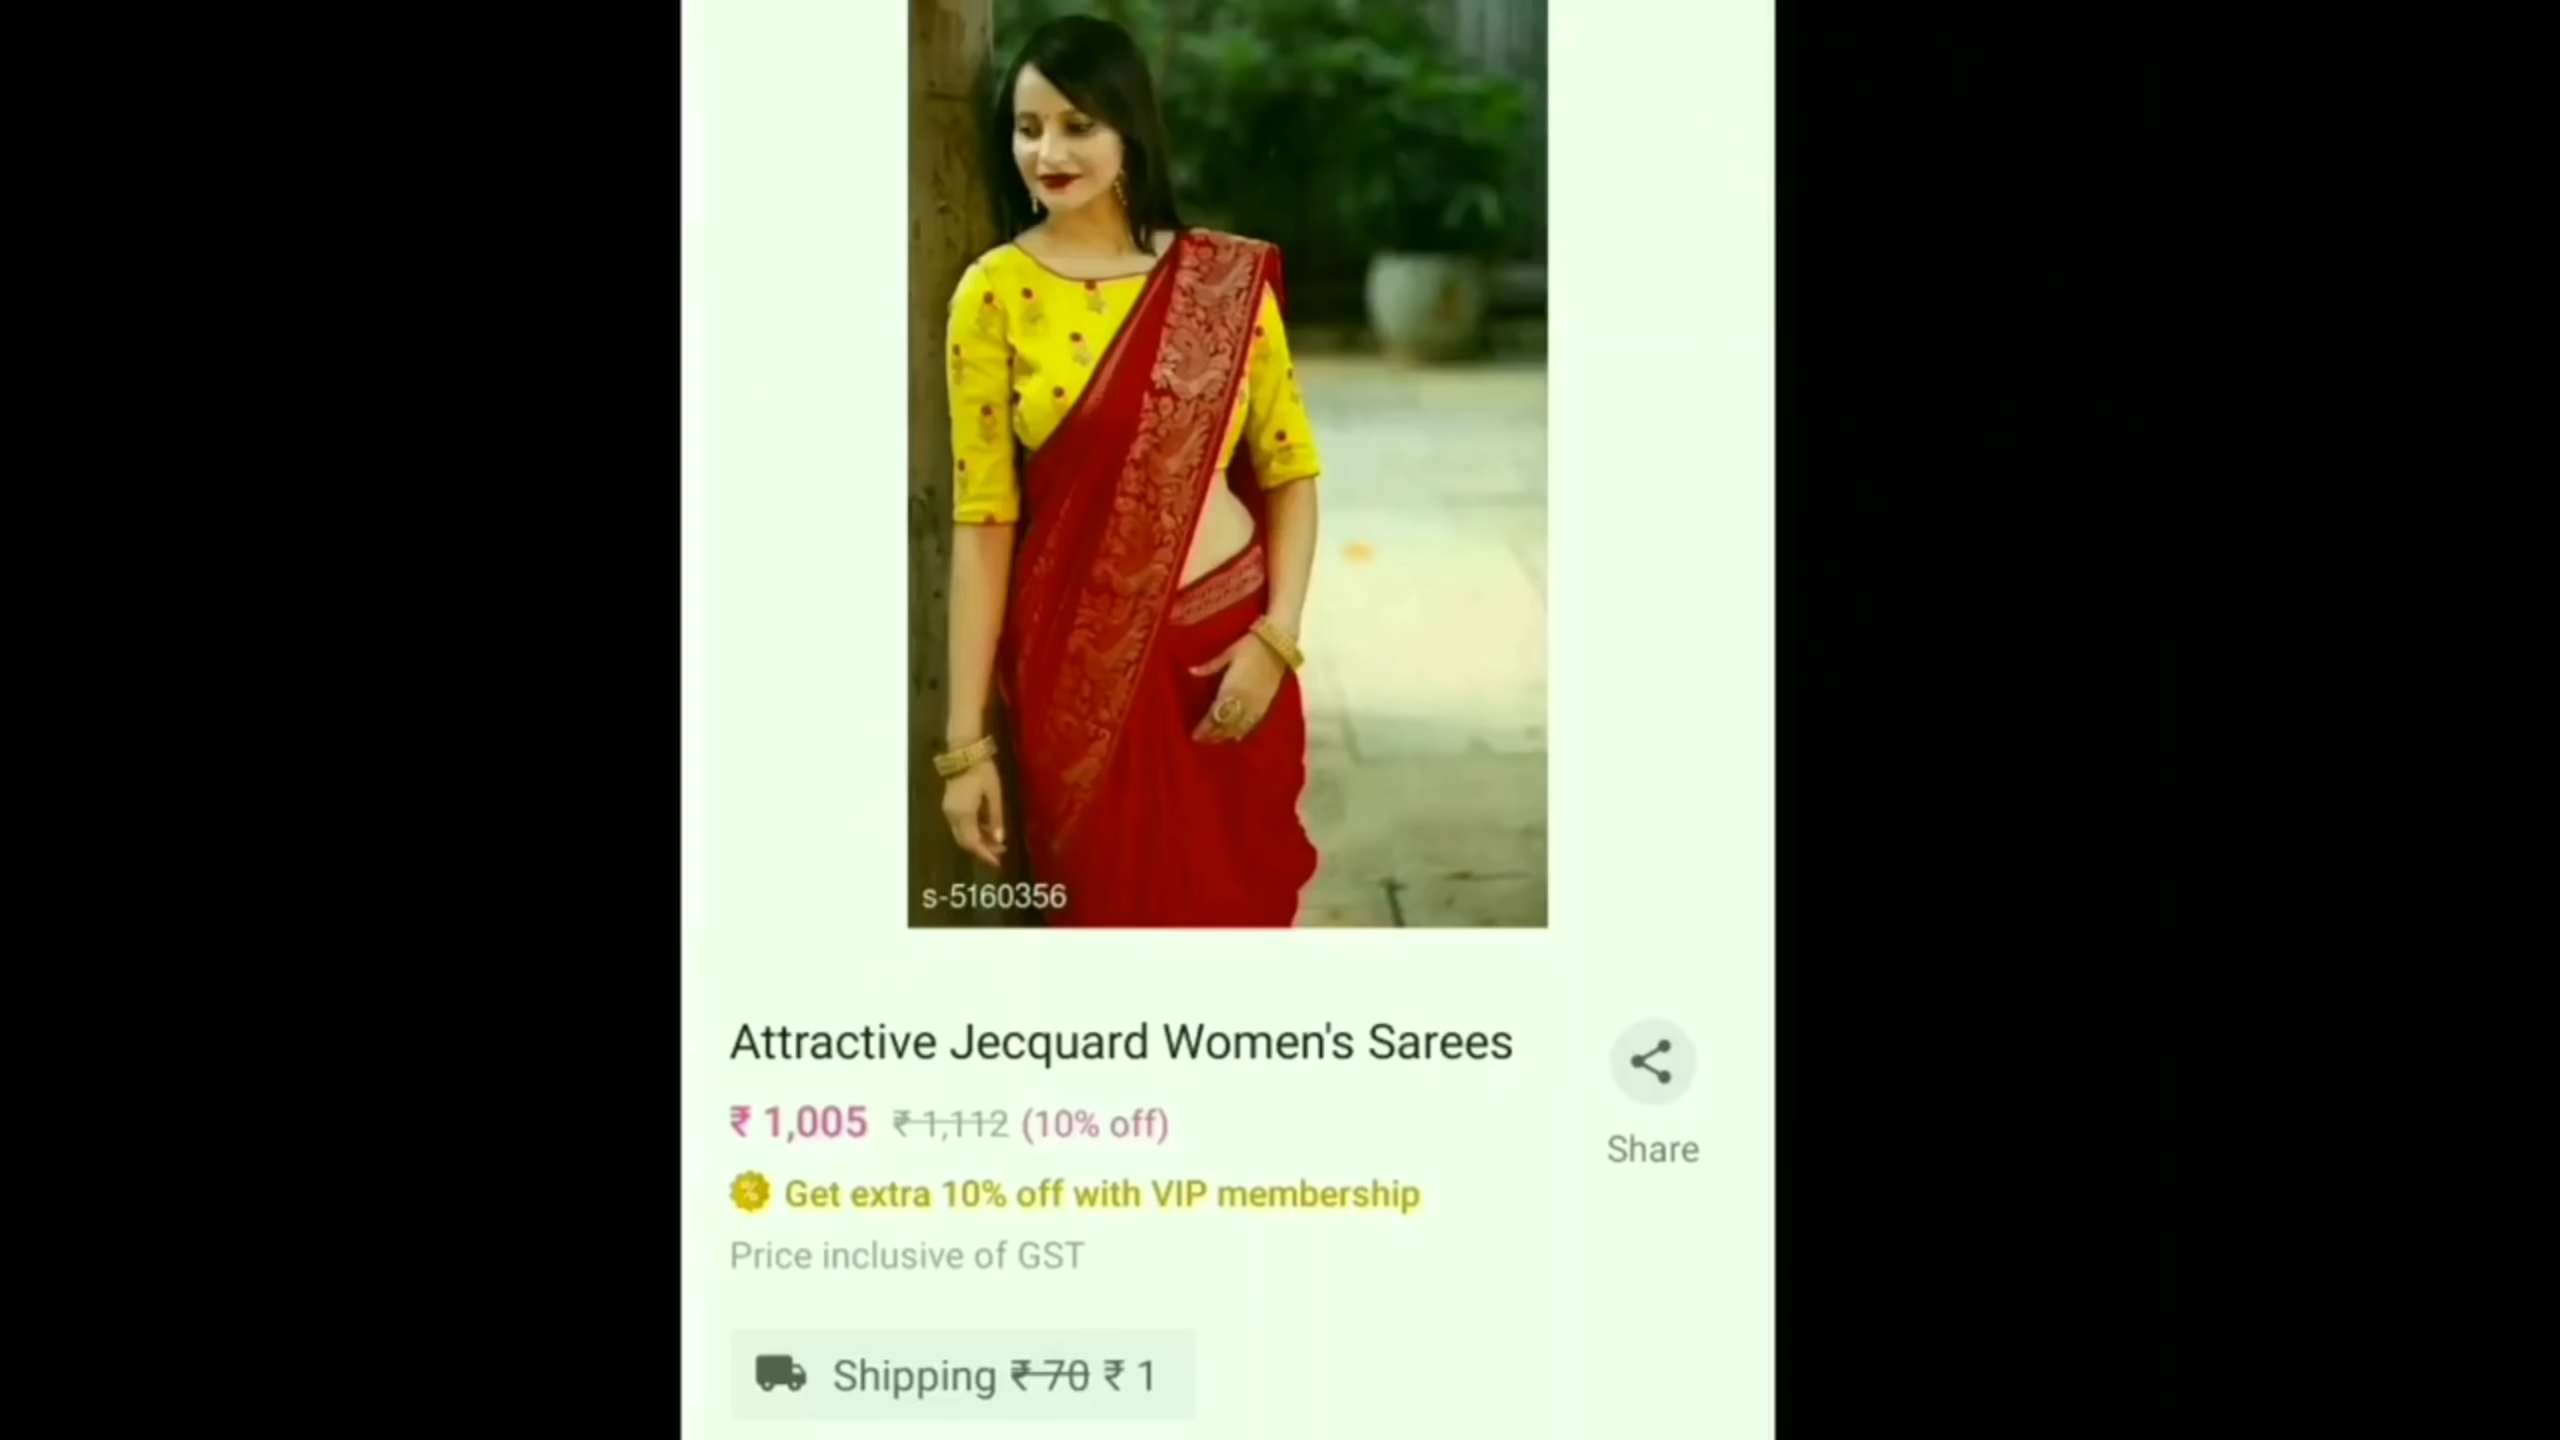 s-5160356
Attractive Jecquard Women's Sarees
₹ 1,005 ₹ 1,112 (10% off)
Share
Get extra 10% off with VIP membership
Price inclusive of GST
Shipping ₹ 70 ₹ 1